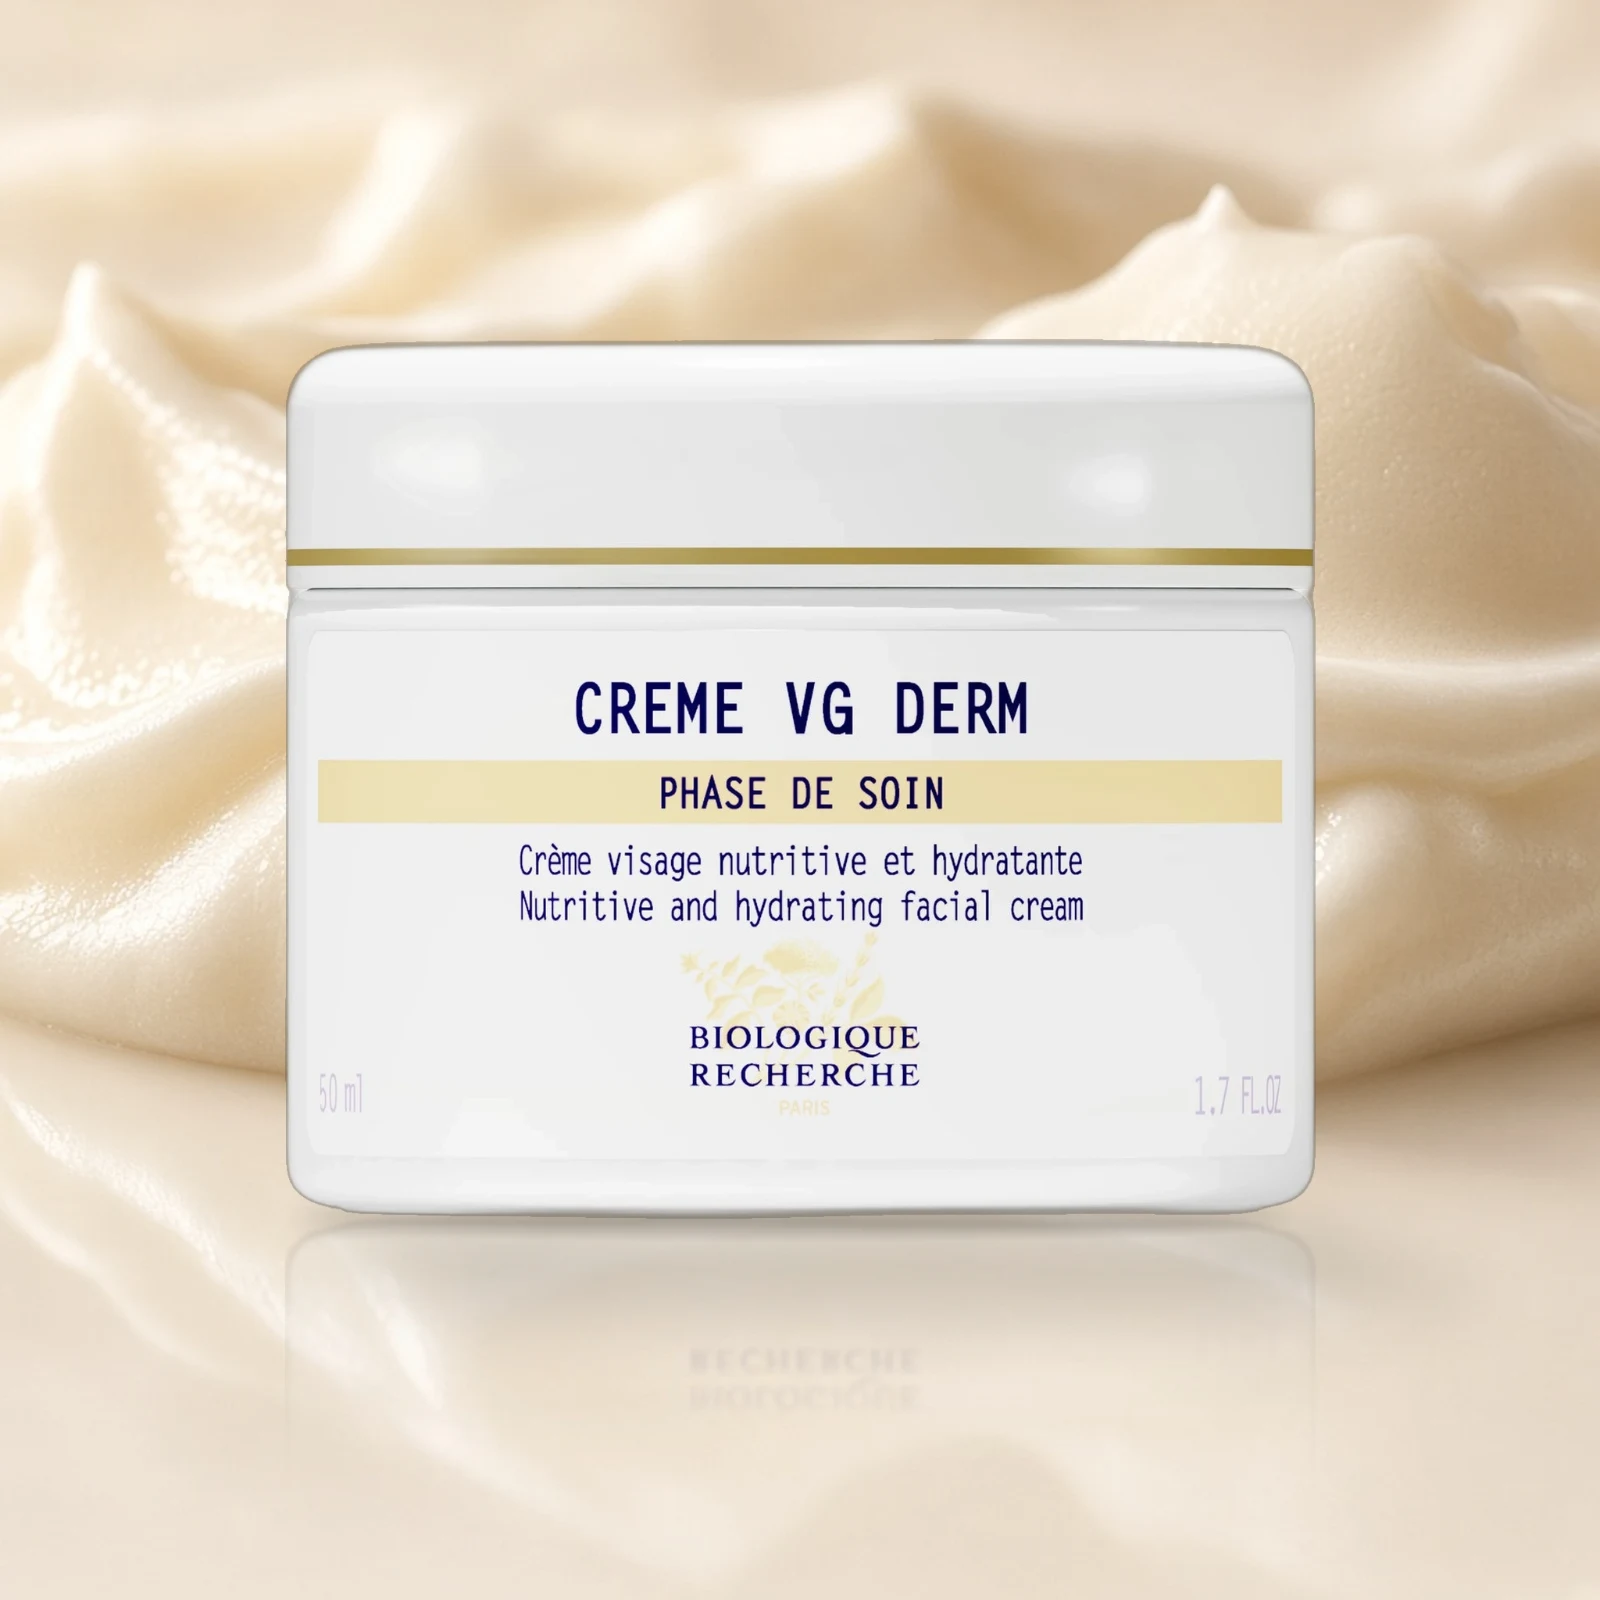 CREME VG DERM
PHASE DE SOIN
Crème visage nutritive et hydratante
Nutritive and hydrating facial cream
BIOLOGIQUE
RECHERCHE
PARIS
50 ml
1.7 FL.OZ